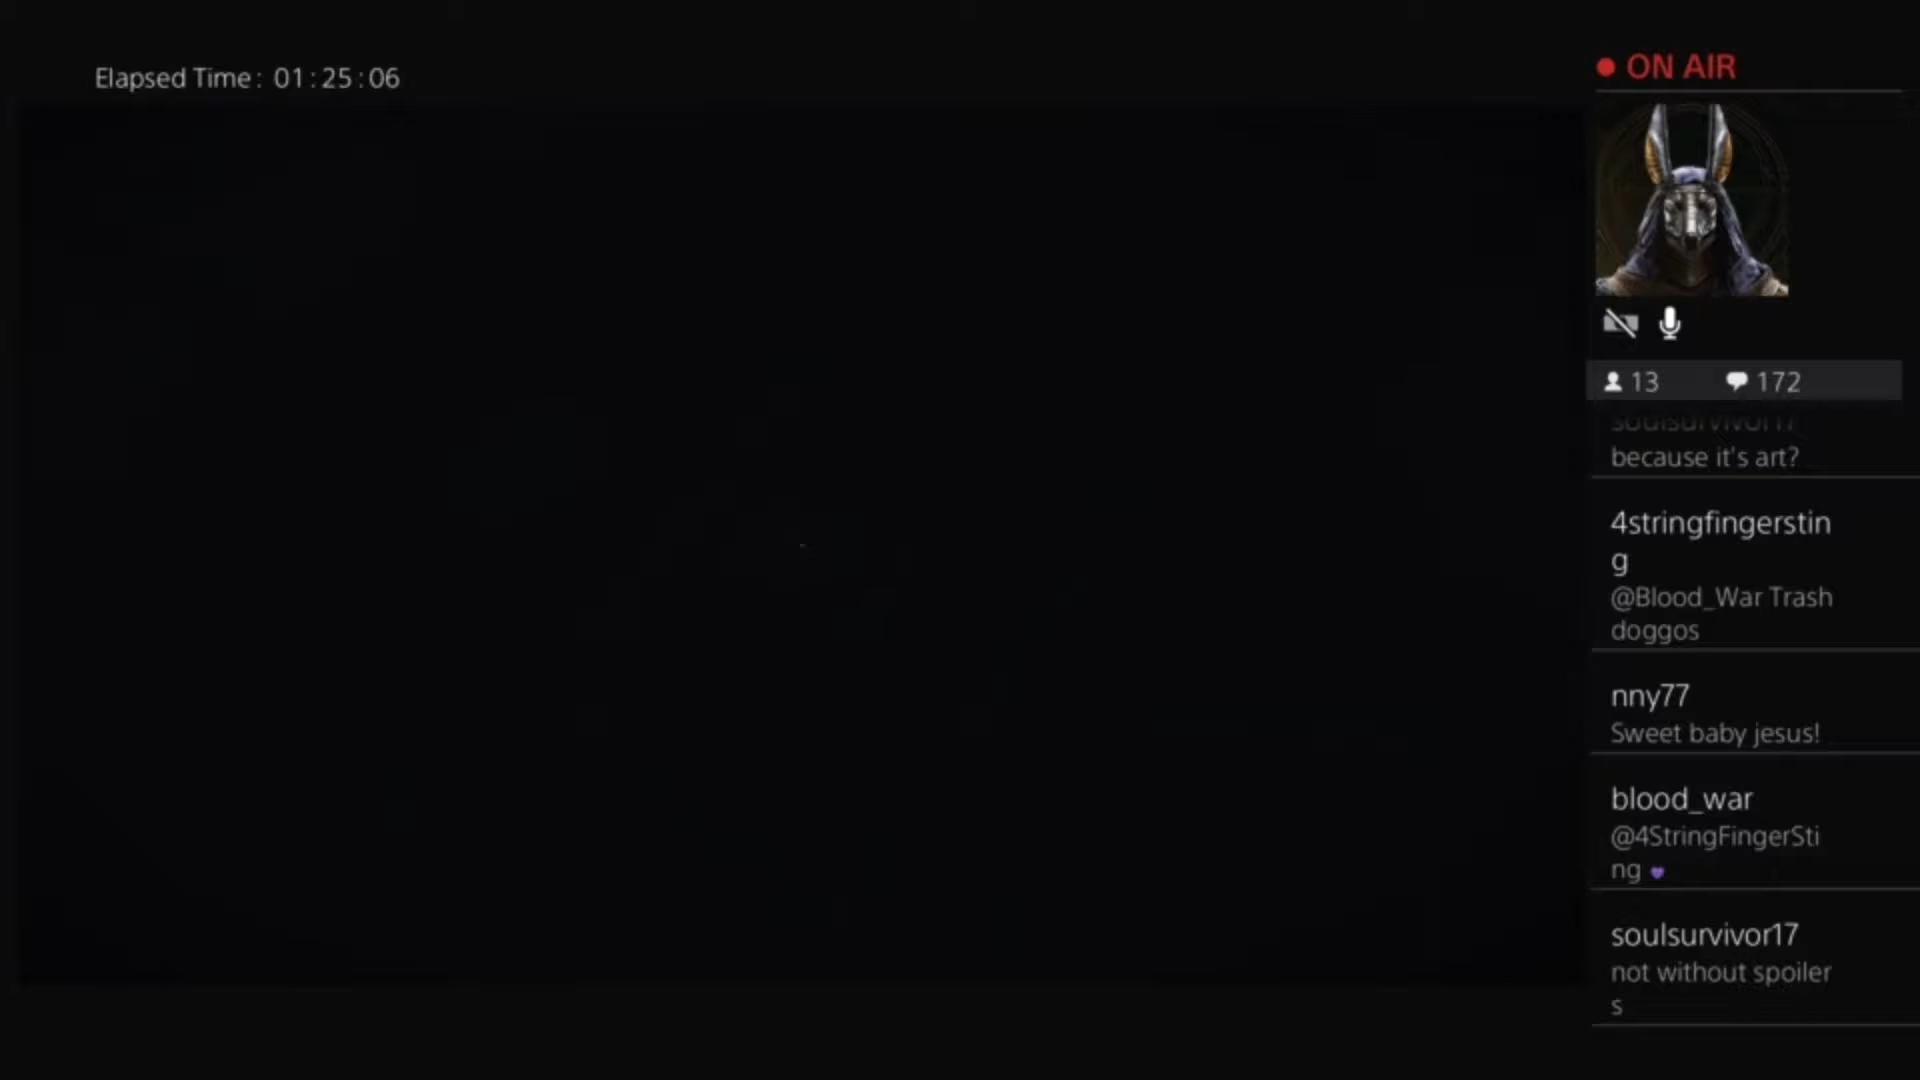 Elapsed Time: 01:25:06
ON AIR
13 172
soulsurvivor17
because it's art?
4stringfingerstin
g
@Blood_War Trash
doggos
nny77
Sweet baby jesus!
blood_war
@4StringFingerSti
ng
soulsurvivor17
not without spoiler
s